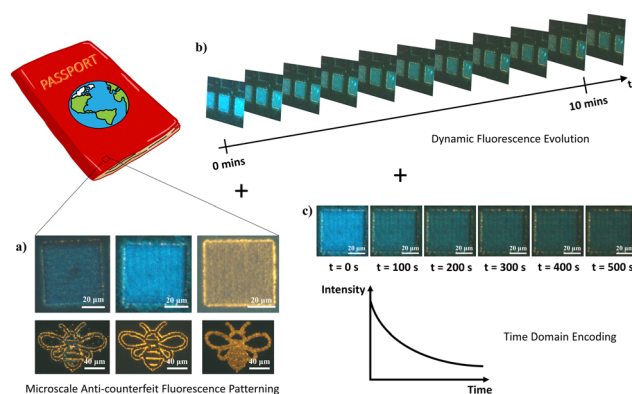 PASSPORT
b)
t
10 mins
0 mins
Dynamic Fluorescence Evolution
+
+
a)
20 μm
20 μm
20 μm
40 μm
40 μm
40 μm
Microscale Anti-counterfeit Fluorescence Patterning
c)
20 μm
20 μm
20 μm
20 μm
20 μm
20 μm
t = 0 s
t = 100 s
t = 200 s
t = 300 s
t = 400 s
t = 500 s
Intensity
Time Domain Encoding
Time